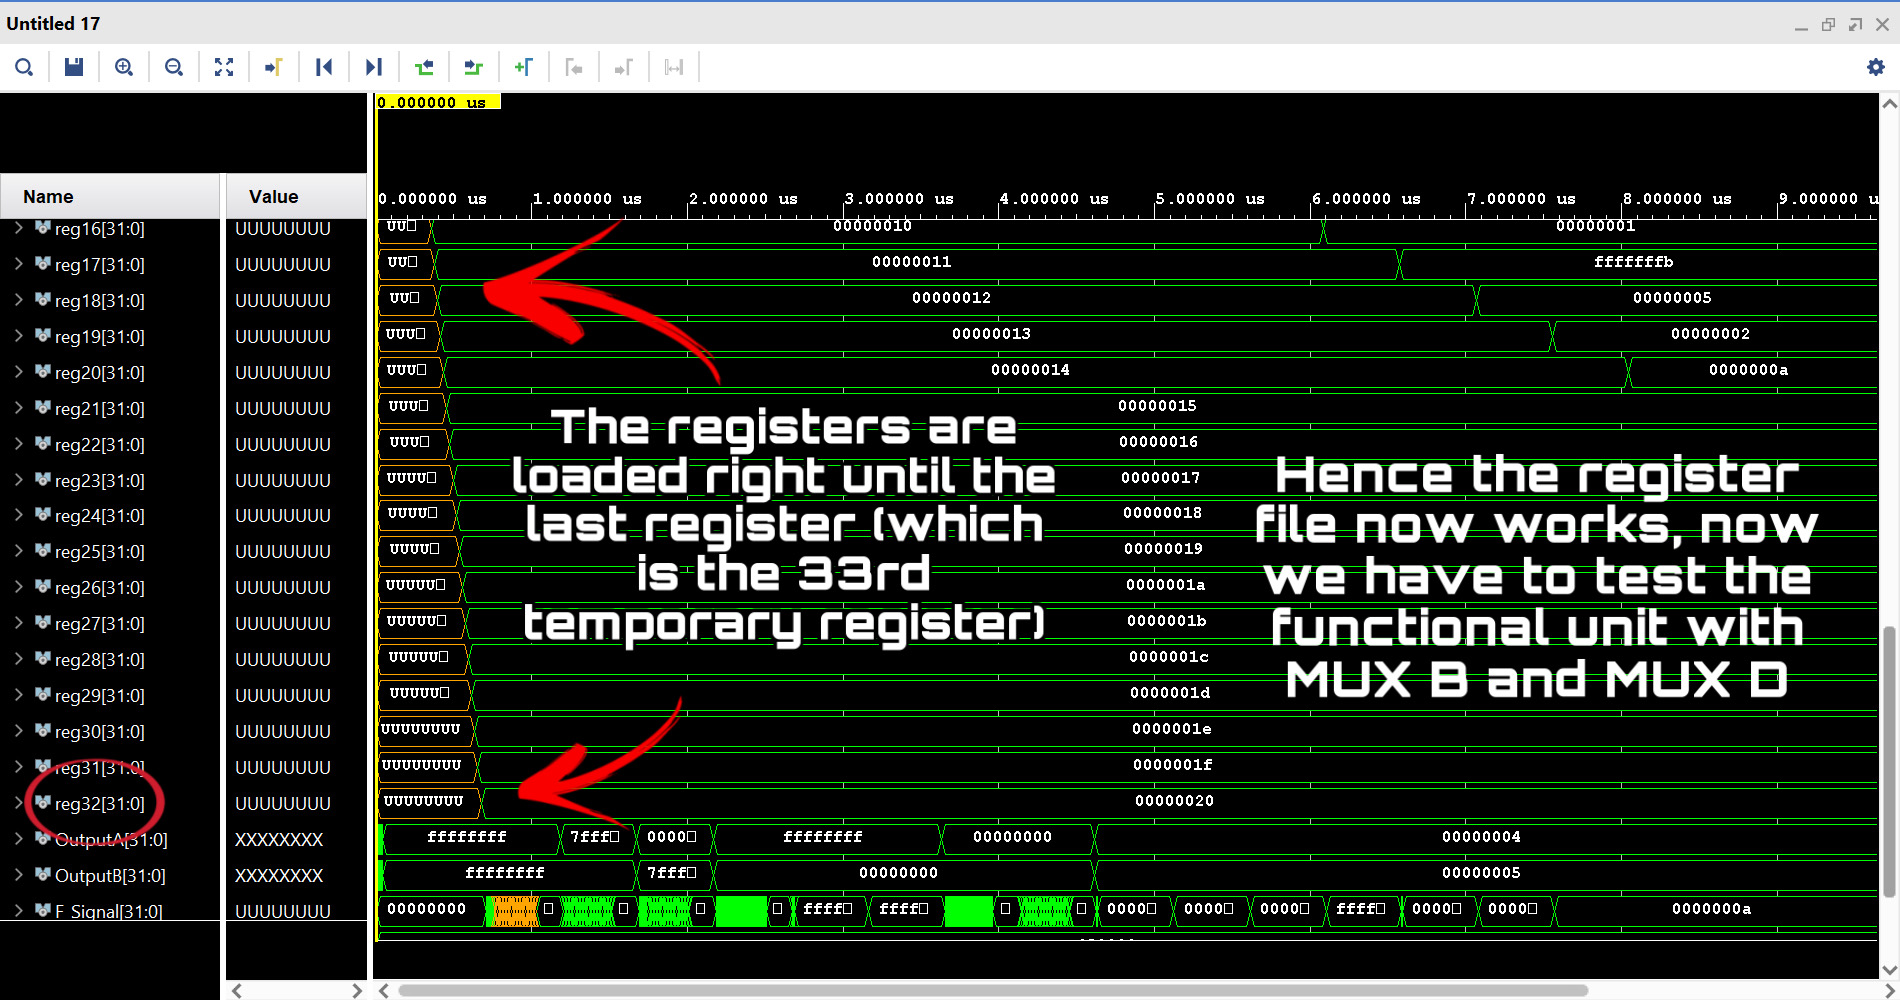 Untitled 17
0.000000 us
Name Value
0.000000 us 1.000000 us 2.000000 us 3.000000 us 4.000000 us 5.000000 us 6.000000 us 7.000000 us 8.000000 us 9.000000
reg16[31:0] UUUUUUUU UU 00000010 00000001
reg17[31:0] UUUUUUUU UU 00000011 fffffffb
reg18[31:0] UUUUUUUU UU 00000012 00000005
reg19[31:0] UUUUUUUU UUU 00000013 00000002
reg20[31:0] UUUUUUUU UUU 00000014 0000000a
reg21[31:0] UUUUUUUU UUU 00000015
reg22[31:0] UUUUUUUU UUU 00000016
reg23[31:0] UUUUUUUU UUUU 00000017
reg24[31:0] UUUUUUUU UUUU 00000018
reg25[31:0] UUUUUUUU UUUU 00000019
reg26[31:0] UUUUUUUU UUUUU 0000001a
reg27[31:0] UUUUUUUU UUUUU 0000001b
reg28[31:0] UUUUUUUU UUUUU 0000001c
reg29[31:0] UUUUUUUU UUUUU 0000001d
reg30[31:0] UUUUUUUU UUUUUUUU 0000001e
reg31[31:0] UUUUUUUU UUUUUUUU 0000001f
reg32[31:0] UUUUUUUU UUUUUUUU 00000020
OutputA[31:0] XXXXXXXX ffffffff 7fff 0000 ffffffff 00000000 00000004
OutputB[31:0] XXXXXXXX ffffffff 7fff 00000000 00000005
F_Signal[31:0] UUUUUUUU 00000000 ffff ffff 0000 0000 0000 ffff 0000 0000 0000000a
The registers are
loaded right until the
last register (which
is the 33rd
temporary register)
Hence the register
file now works, now
we have to test the
functional unit with
MUX B and MUX D